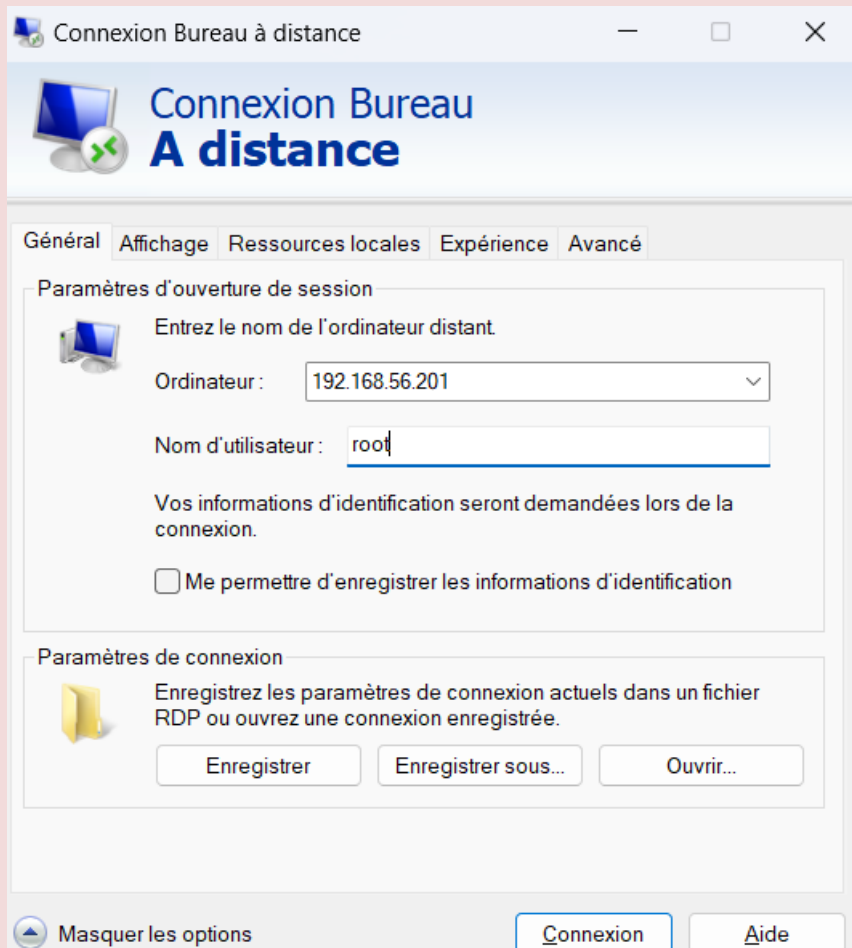 Connexion Bureau à distance
Connexion Bureau
A distance
Général Affichage Ressources locales Expérience Avancé
Paramètres d'ouverture de session
Entrez le nom de l'ordinateur distant.
Ordinateur : 192.168.56.201
Nom d'utilisateur : root
Vos informations d'identification seront demandées lors de la
connexion.
Me permettre d'enregistrer les informations d'identification
Paramètres de connexion
Enregistrez les paramètres de connexion actuels dans un fichier
RDP ou ouvrez une connexion enregistrée.
Enregistrer Enregistrer sous... Ouvrir...
Masquer les options Connexion Aide